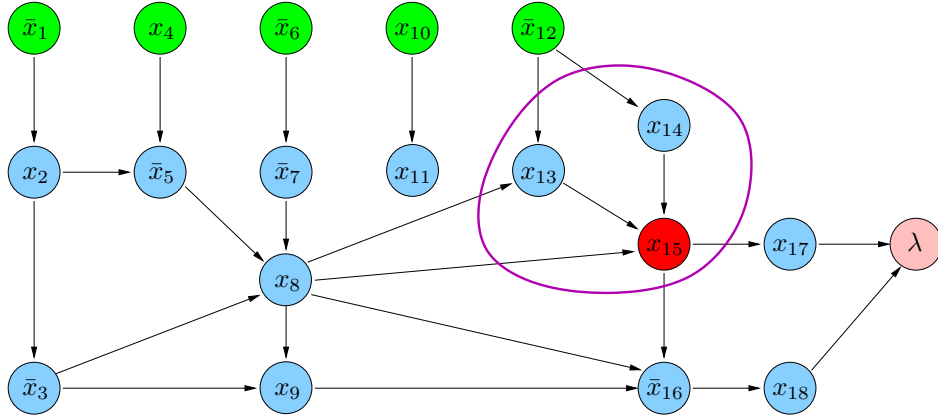 x̄₁ x₄ x̄₆ x₁₀ x̄₁₂
x₁₄
x₂ x̄₅ x̄₇ x₁₁ x₁₃
x₁₅ x₁₇ λ
x₈
x̄₃ x₉ x̄₁₆ x₁₈